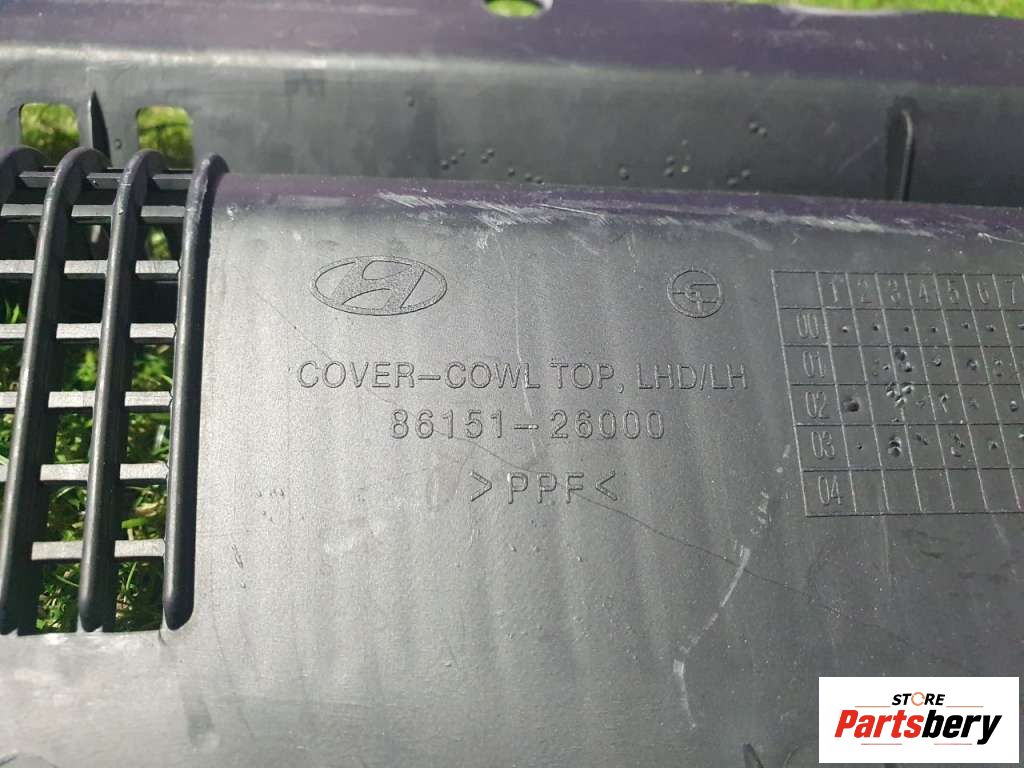 COVER-COWL TOP, LHD/LH
86151-26000
>PPF<
1 2 3 4 5 6 7
00
01
02
03
04
STORE
Partsbery